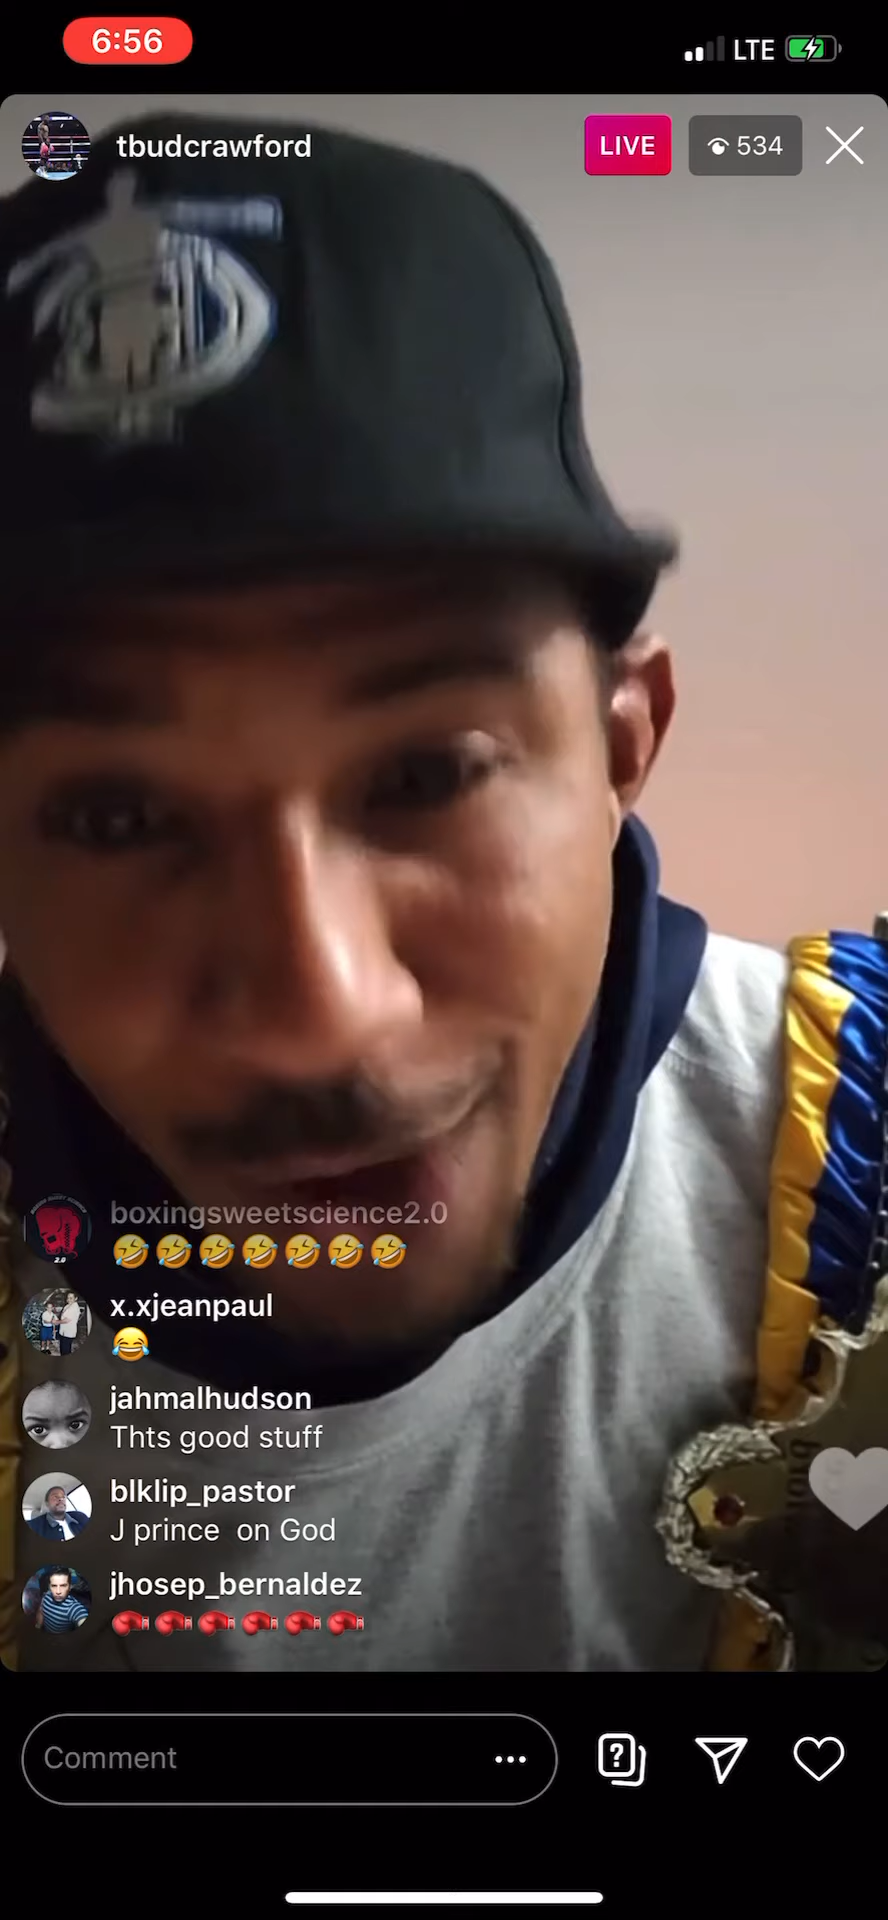 6:56
LTE
tbudcrawford
LIVE
534
boxingsweetscience2.0
🤣🤣🤣🤣🤣🤣🤣
x.xjeanpaul
😂
jahmalhudson
Thts good stuff
blklip_pastor
J prince on God
jhosep_bernaldez
🥊🥊🥊🥊🥊🥊
Comment